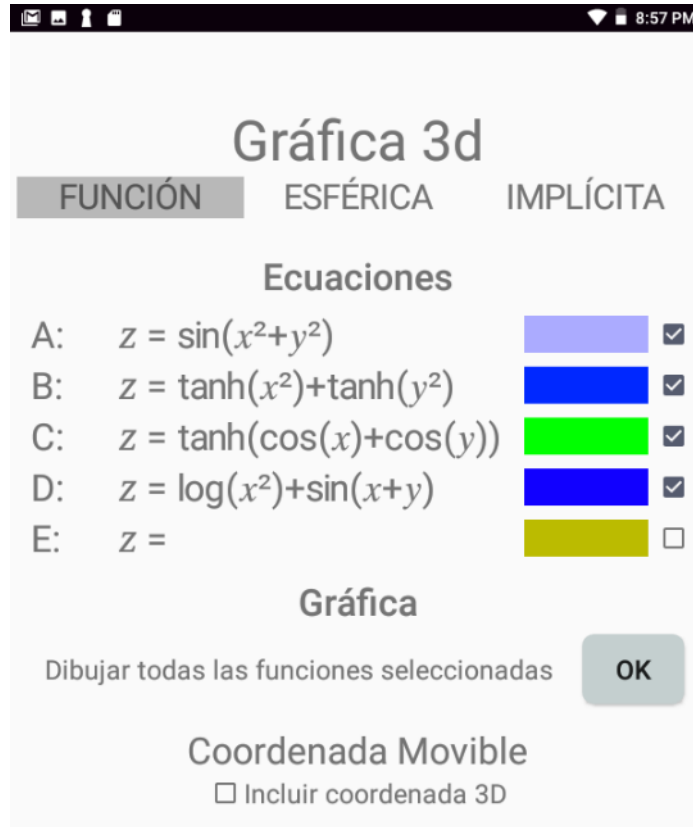 8:57 PM
Gráfica 3d
FUNCIÓN ESFÉRICA IMPLÍCITA
Ecuaciones
A: z = sin(x²+y²)
B: z = tanh(x²)+tanh(y²)
C: z = tanh(cos(x)+cos(y))
D: z = log(x²)+sin(x+y)
E: z =
Gráfica
Dibujar todas las funciones seleccionadas OK
Coordenada Movible
Incluir coordenada 3D